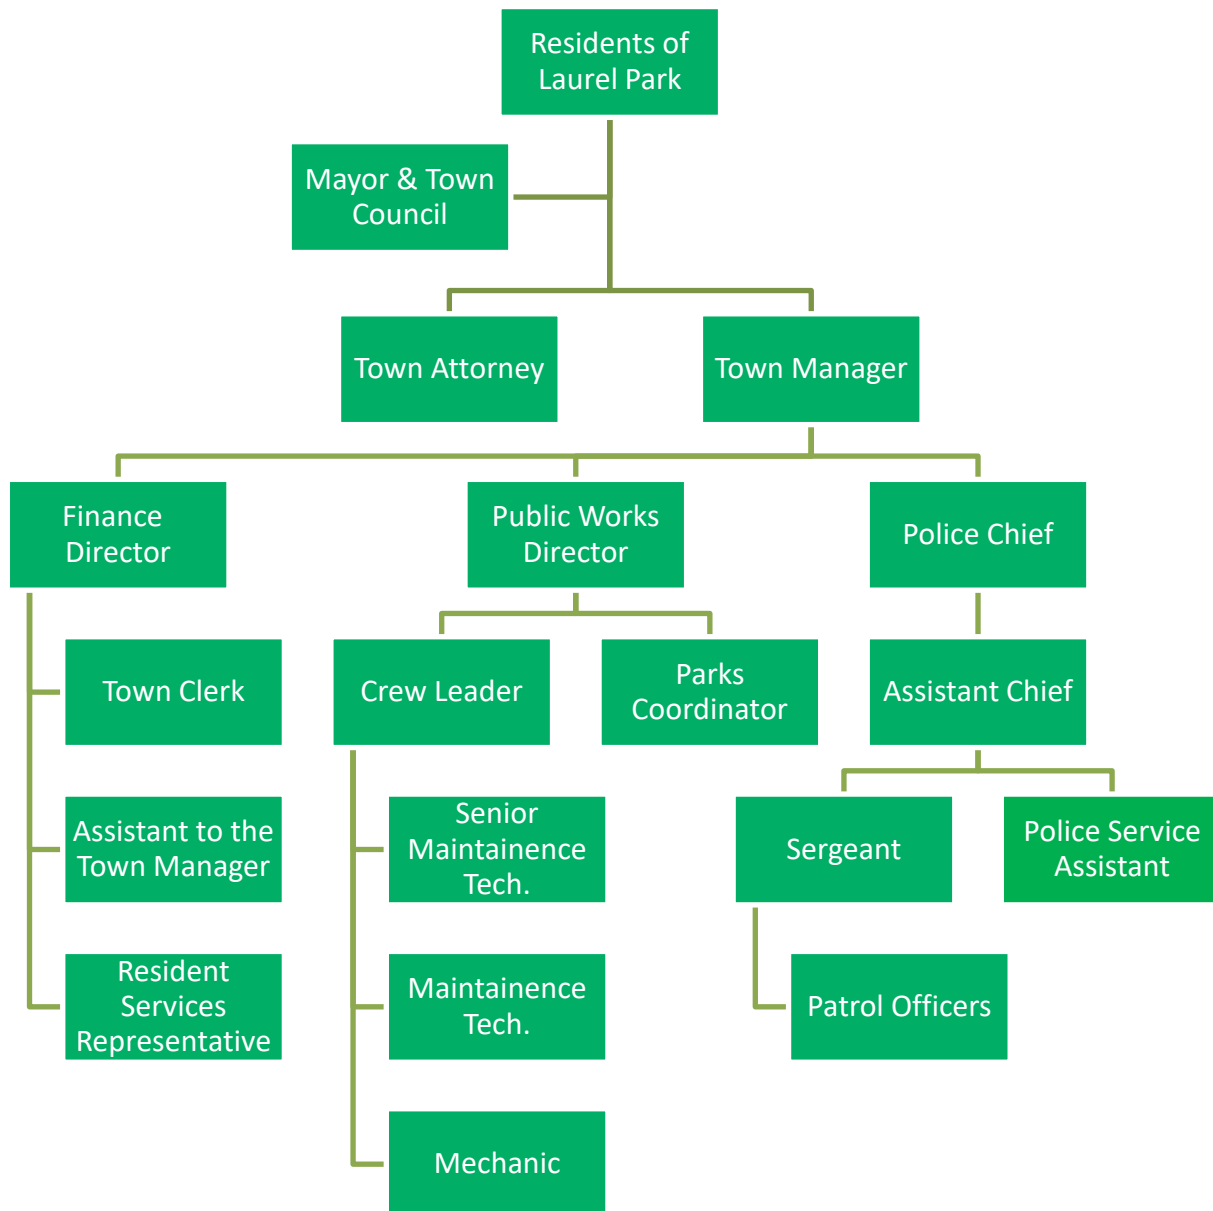 Residents of
Laurel Park
Mayor & Town
Council
Town Attorney
Town Manager
Finance
Director
Public Works
Director
Police Chief
Town Clerk
Crew Leader
Parks
Coordinator
Assistant Chief
Assistant to the
Town Manager
Senior
Maintainence
Tech.
Sergeant
Police Service
Assistant
Resident
Services
Representative
Maintainence
Tech.
Patrol Officers
Mechanic